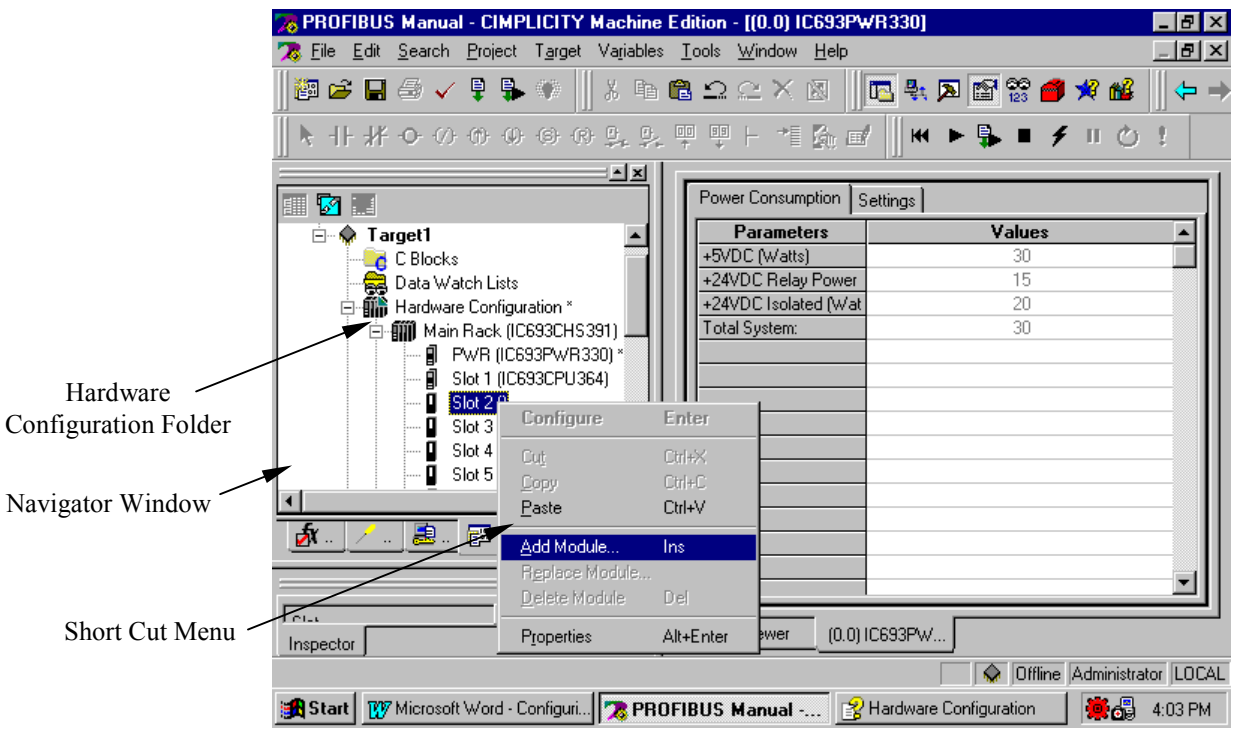 PROFIBUS Manual - CIMPLICITY Machine Edition - [(0.0) IC693PWR330]
File Edit Search Project Target Variables Tools Window Help
123
Power Consumption Settings
Parameters Values
+5VDC (Watts) 30
+24VDC Relay Power 15
+24VDC Isolated (Wat 20
Total System: 30
Target1
C Blocks
Data Watch Lists
Hardware Configuration *
Main Rack (IC693CHS391)
PWR (IC693PWR330) *
Slot 1 (IC693CPU364)
Slot 2
Slot 3
Slot 4
Slot 5
Configure Enter
Cut Ctrl+X
Copy Ctrl+C
Paste Ctrl+V
Add Module... Ins
Replace Module...
Delete Module Del
Properties Alt+Enter
Hardware
Configuration Folder
Navigator Window
Short Cut Menu
Inspector
(0.0) IC693PW...
Offline Administrator LOCAL
Start Microsoft Word - Configuri... PROFIBUS Manual -... Hardware Configuration 4:03 PM